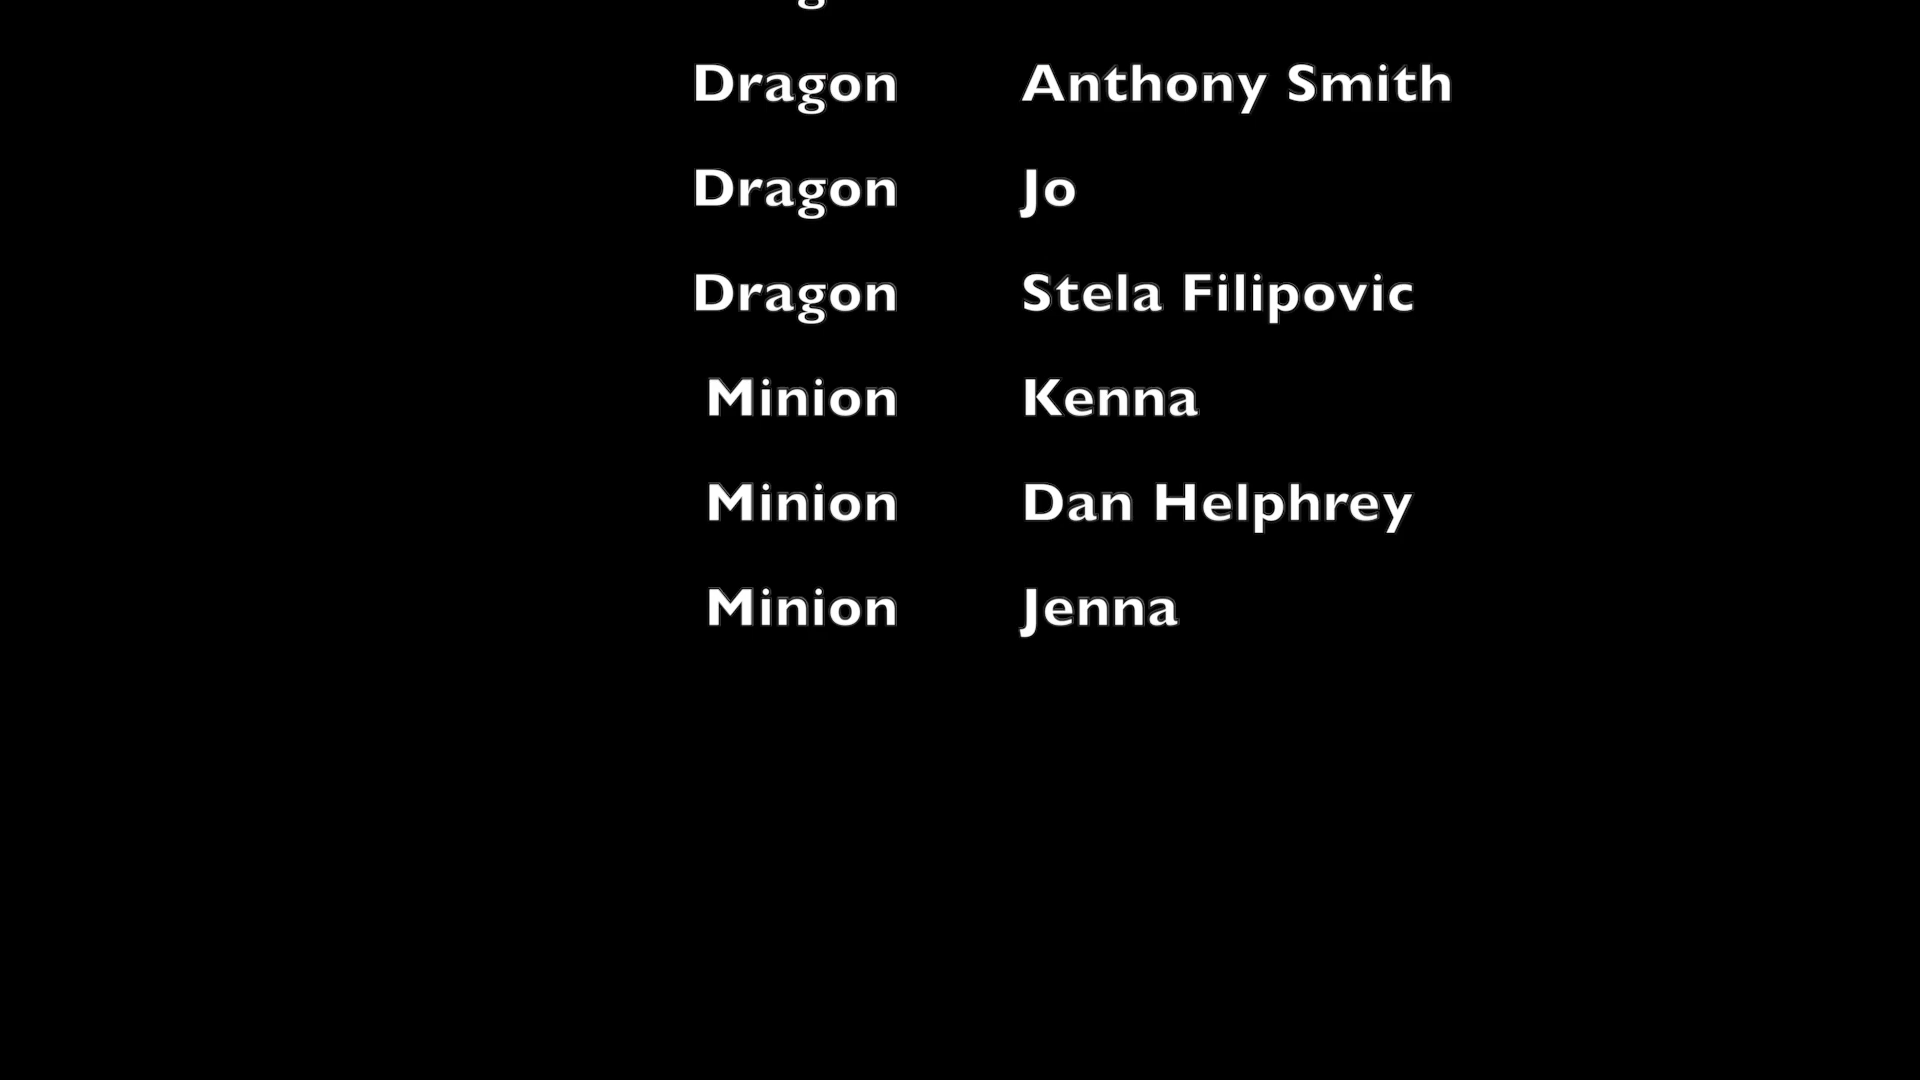 Dragon Anthony Smith
Dragon Jo
Dragon Stela Filipovic
Minion Kenna
Minion Dan Helphrey
Minion Jenna